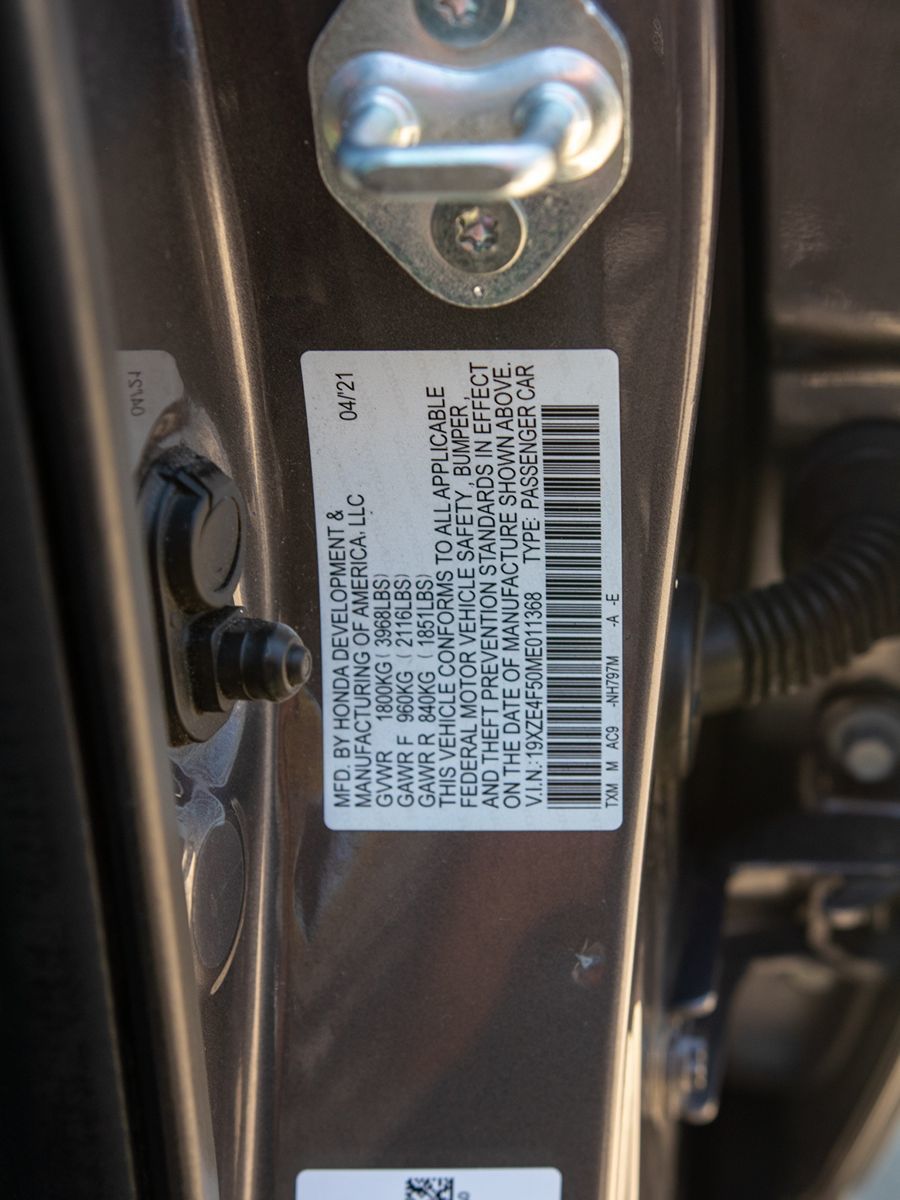 MFD. BY HONDA DEVELOPMENT &
MANUFACTURING OF AMERICA, LLC 04/'21
GVWR 1800KG ( 3968LBS)
GAWR F 960KG ( 2116LBS)
GAWR R 840KG ( 1851LBS)
THIS VEHICLE CONFORMS TO ALL APPLICABLE
FEDERAL MOTOR VEHICLE SAFETY , BUMPER ,
AND THEFT PREVENTION STANDARDS IN EFFECT
ON THE DATE OF MANUFACTURE SHOWN ABOVE.
V.I.N.: 19XZE4F50ME011368 TYPE: PASSENGER CAR
TXM M AC9 -NH797M -A -E